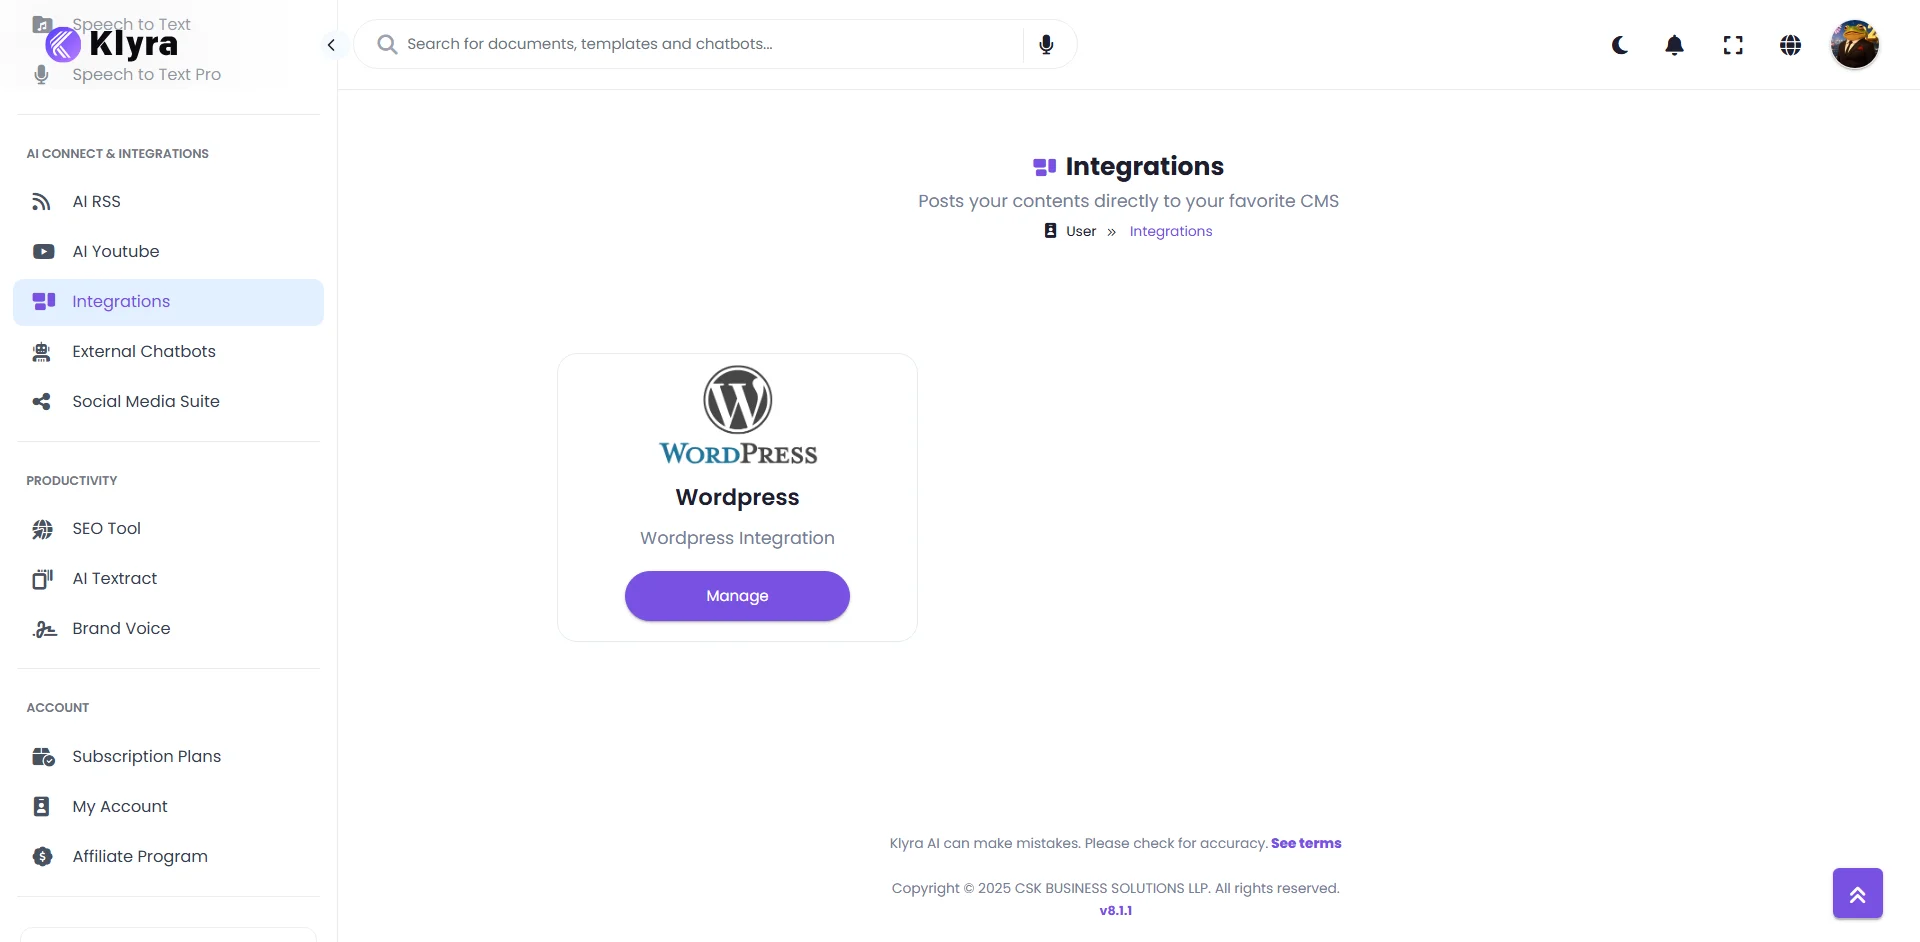 Speech to Text
Klyra
Speech to Text Pro
AI CONNECT & INTEGRATIONS
AI RSS
AI Youtube
Integrations
External Chatbots
Social Media Suite
PRODUCTIVITY
SEO Tool
AI Textract
Brand Voice
ACCOUNT
Subscription Plans
My Account
Affiliate Program
Search for documents, templates and chatbots...
Integrations
Posts your contents directly to your favorite CMS
User » Integrations
WORDPRESS
Wordpress
Wordpress Integration
Manage
Klyra AI can make mistakes. Please check for accuracy. See terms
Copyright © 2025 CSK BUSINESS SOLUTIONS LLP. All rights reserved.
v8.1.1